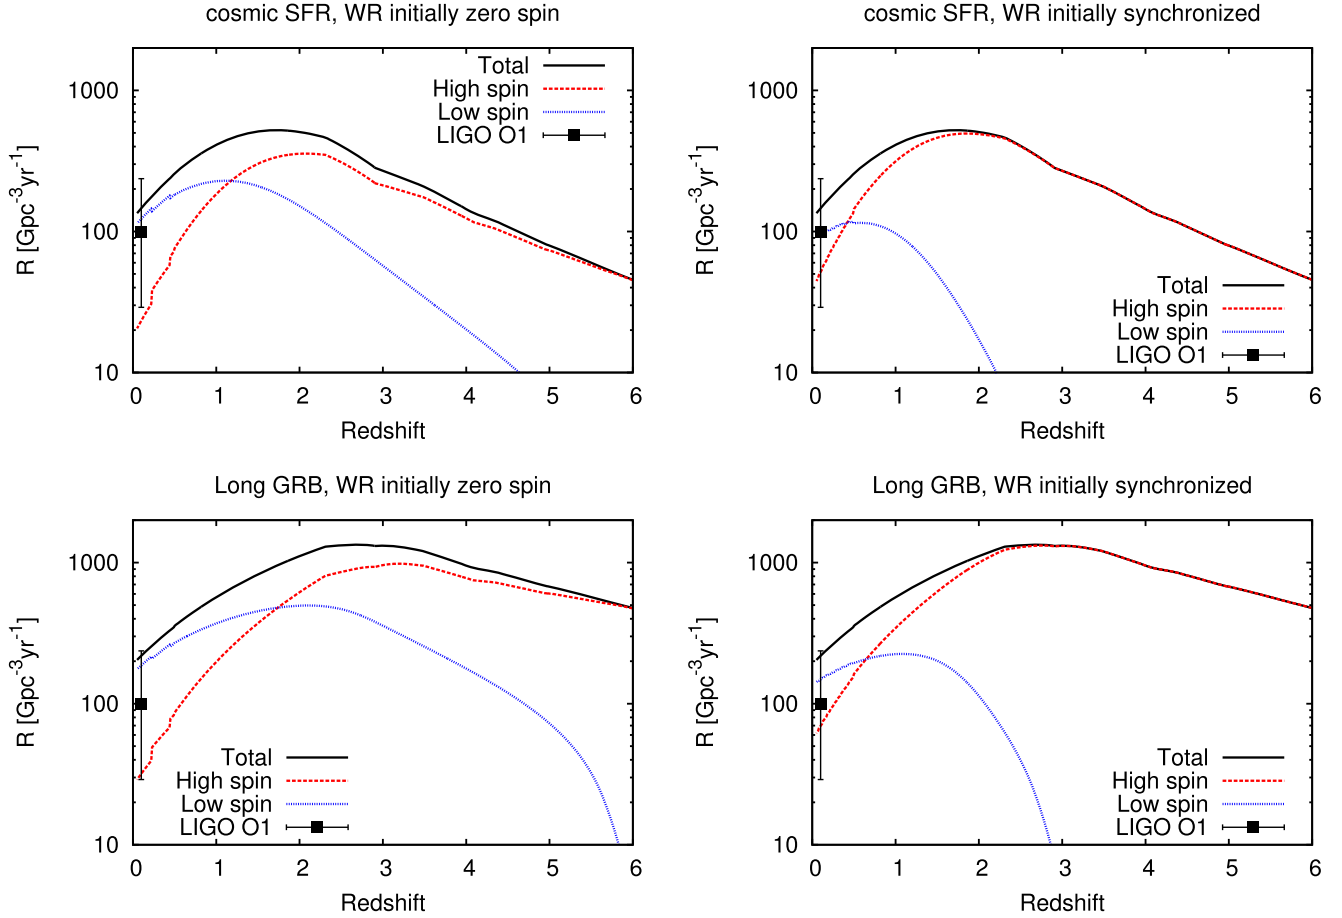 cosmic SFR, WR initially zero spin
R [Gpc-3yr-1]
1000
100
10
Total
High spin
Low spin
LIGO O1
0 1 2 3 4 5 6
Redshift
cosmic SFR, WR initially synchronized
R [Gpc-3yr-1]
1000
100
10
Total
High spin
Low spin
LIGO O1
0 1 2 3 4 5 6
Redshift
Long GRB, WR initially zero spin
R [Gpc-3yr-1]
1000
100
10
Total
High spin
Low spin
LIGO O1
0 1 2 3 4 5 6
Redshift
Long GRB, WR initially synchronized
R [Gpc-3yr-1]
1000
100
10
Total
High spin
Low spin
LIGO O1
0 1 2 3 4 5 6
Redshift